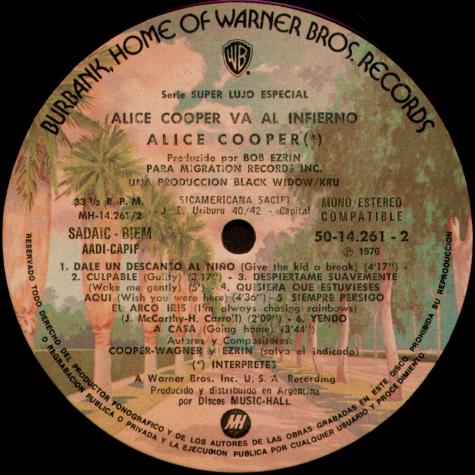 BURBANK, HOME OF WARNER BROS. RECORDS
WB
Serie SUPER LUJO ESPECIAL
ALICE COOPER VA AL INFIERNO
ALICE COOPER(*)
Producido por BOB EZRIN
PARA MIGRATION RECORDS INC.
UNA PRODUCCION BLACK WIDOW/KRU
33⅓ R.P.M.
MH-14.261/2
SICAMERICANA SACIFI
J. E. Uriburu 40/42 - Capital
MONO/ESTEREO
COMPATIBLE
SADAIC - BIEM
AADI-CAPIF
50-14.261 - 2
℗ 1976
1. DALE UN DESCANSO AL NIÑO (Give the kid a break) (4'17") -
2. CULPABLE (Guilty) (3'17") - 3. DESPIERTAME SUAVEMENTE
(Wake me gently) (5') - 4. QUISIERA QUE ESTUVIESES
AQUI (Wish you were here) (4'36") - 5 SIEMPRE PERSIGO
EL ARCO IRIS (I'm always chasing rainbows)
(J. McCarthy-H. Carroll) (2'09") - 6. YENDO
A CASA (Going home) (3'44")
Autores y Compositores:
COOPER-WAGNER y EZRIN (salvo el indicado)
(*) INTERPRETES
A Warner Bros. Inc. U. S. A Recording
Producido y distribuido en Argentina
por Discos MUSIC-HALL
MH
RESERVADO TODO DERECHO DEL PRODUCTOR FONOGRAFICO Y DE LOS AUTORES DE LAS OBRAS GRABADAS EN ESTE DISCO. PROHIBIDA SU REPRODUCCION
O REGRABACION PUBLICA O PRIVADA Y LA EJECUCION PUBLICA POR CUALQUIER USUARIO Y PROCEDIMIENTO.